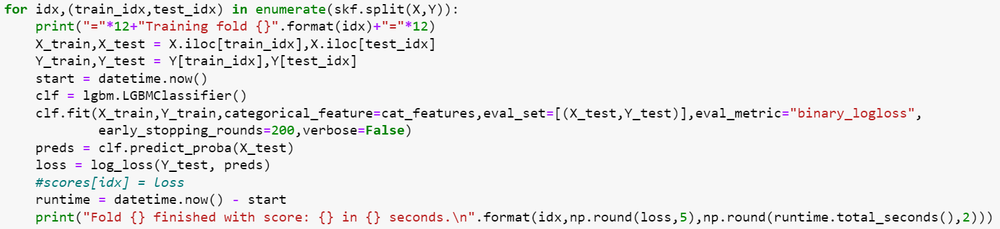 for idx,(train_idx,test_idx) in enumerate(skf.split(X,Y)):
    print("="*12+"Training fold {}".format(idx)+"="*12)
    X_train,X_test = X.iloc[train_idx],X.iloc[test_idx]
    Y_train,Y_test = Y[train_idx],Y[test_idx]
    start = datetime.now()
    clf = lgbm.LGBMClassifier()
    clf.fit(X_train,Y_train,categorical_feature=cat_features,eval_set=[(X_test,Y_test)],eval_metric="binary_logloss",
            early_stopping_rounds=200,verbose=False)
    preds = clf.predict_proba(X_test)
    loss = log_loss(Y_test, preds)
    #scores[idx] = loss
    runtime = datetime.now() - start
    print("Fold {} finished with score: {} in {} seconds.\n".format(idx,np.round(loss,5),np.round(runtime.total_seconds(),2)))